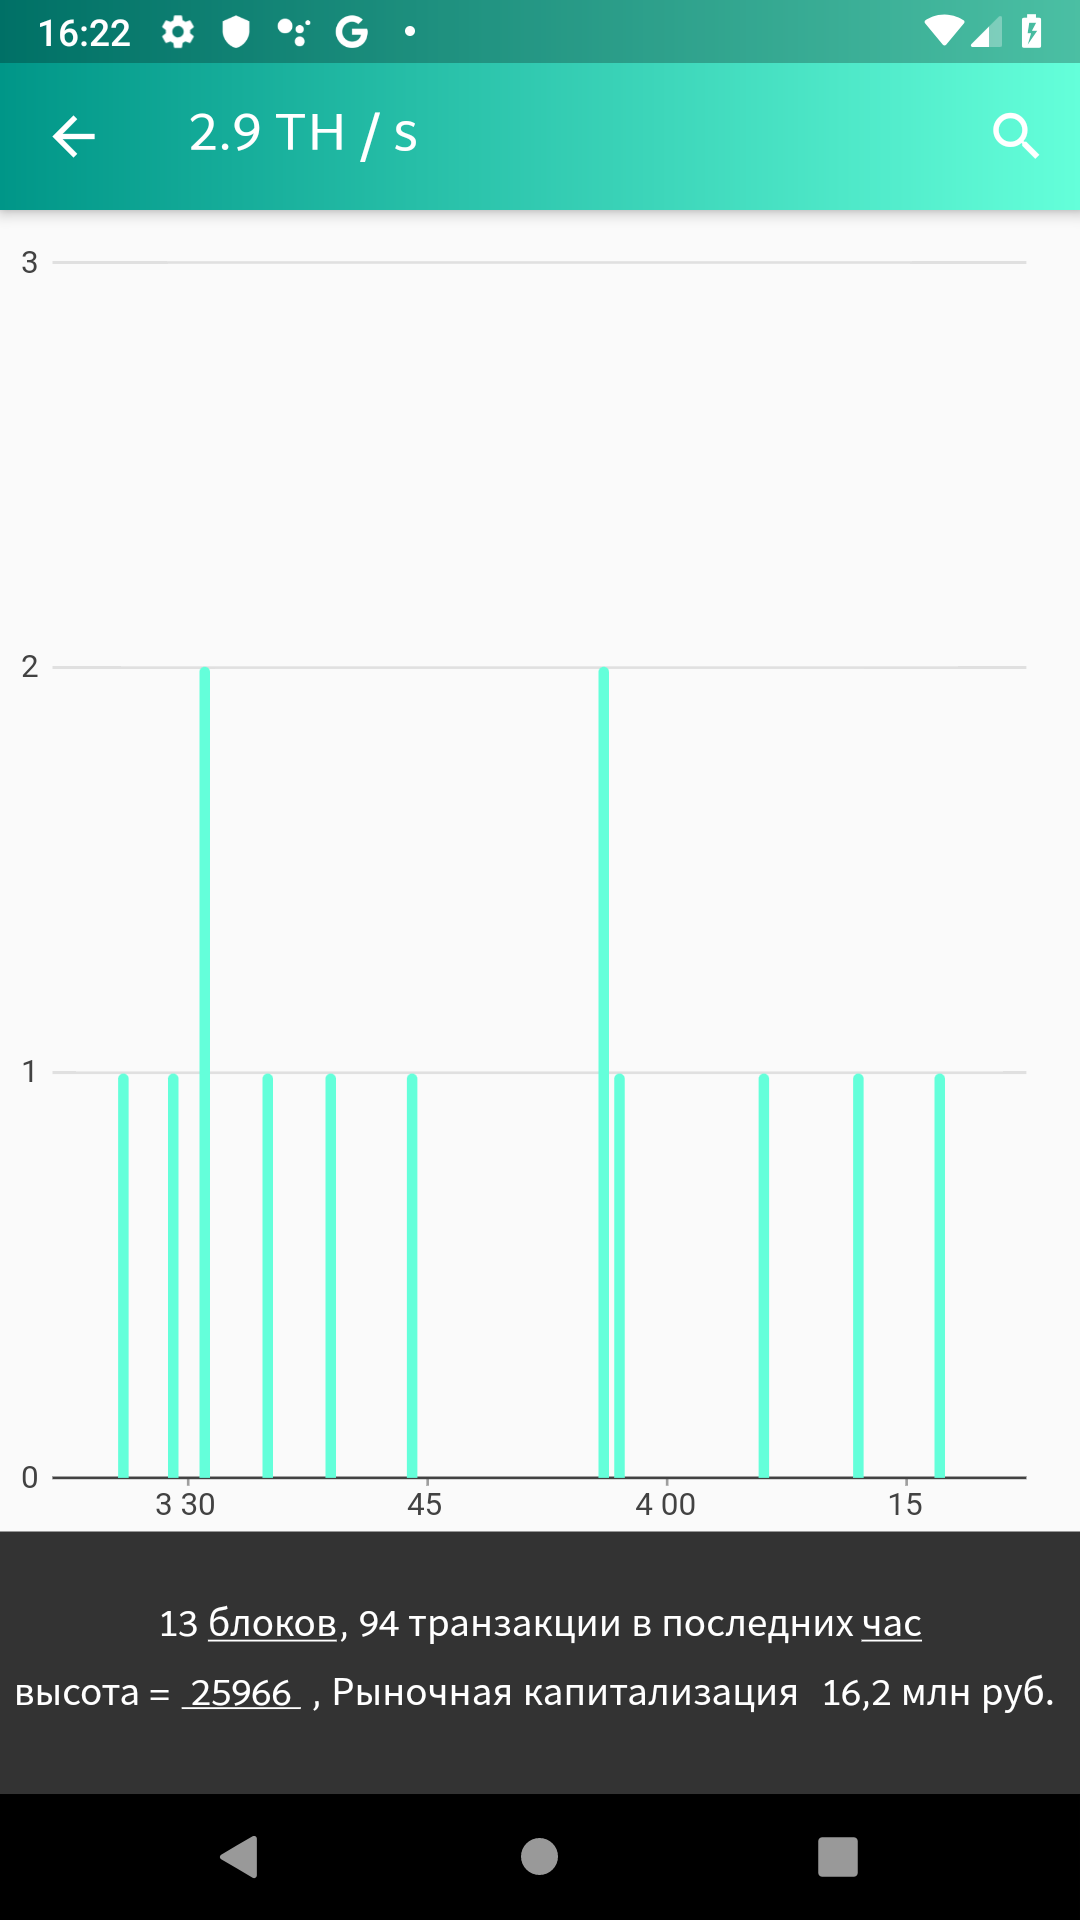 16:22
2.9 TH / s
3
2
1
0
3 30 45 4 00 15
13 блоков, 94 транзакции в последних час
высота = 25966 , Рыночная капитализация 16,2 млн руб.